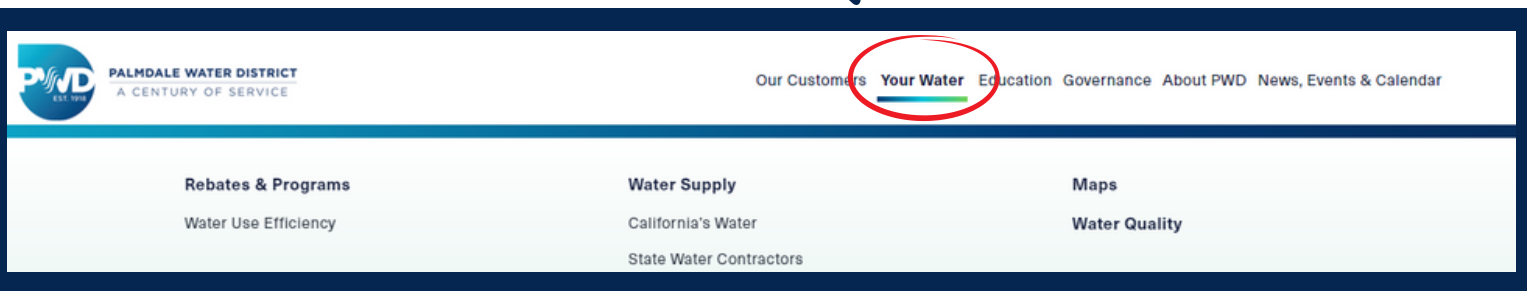 PWD
EST. 1918
PALMDALE WATER DISTRICT
A CENTURY OF SERVICE
Our Customers Your Water Education Governance About PWD News, Events & Calendar
Rebates & Programs
Water Use Efficiency
Water Supply
California's Water
State Water Contractors
Maps
Water Quality